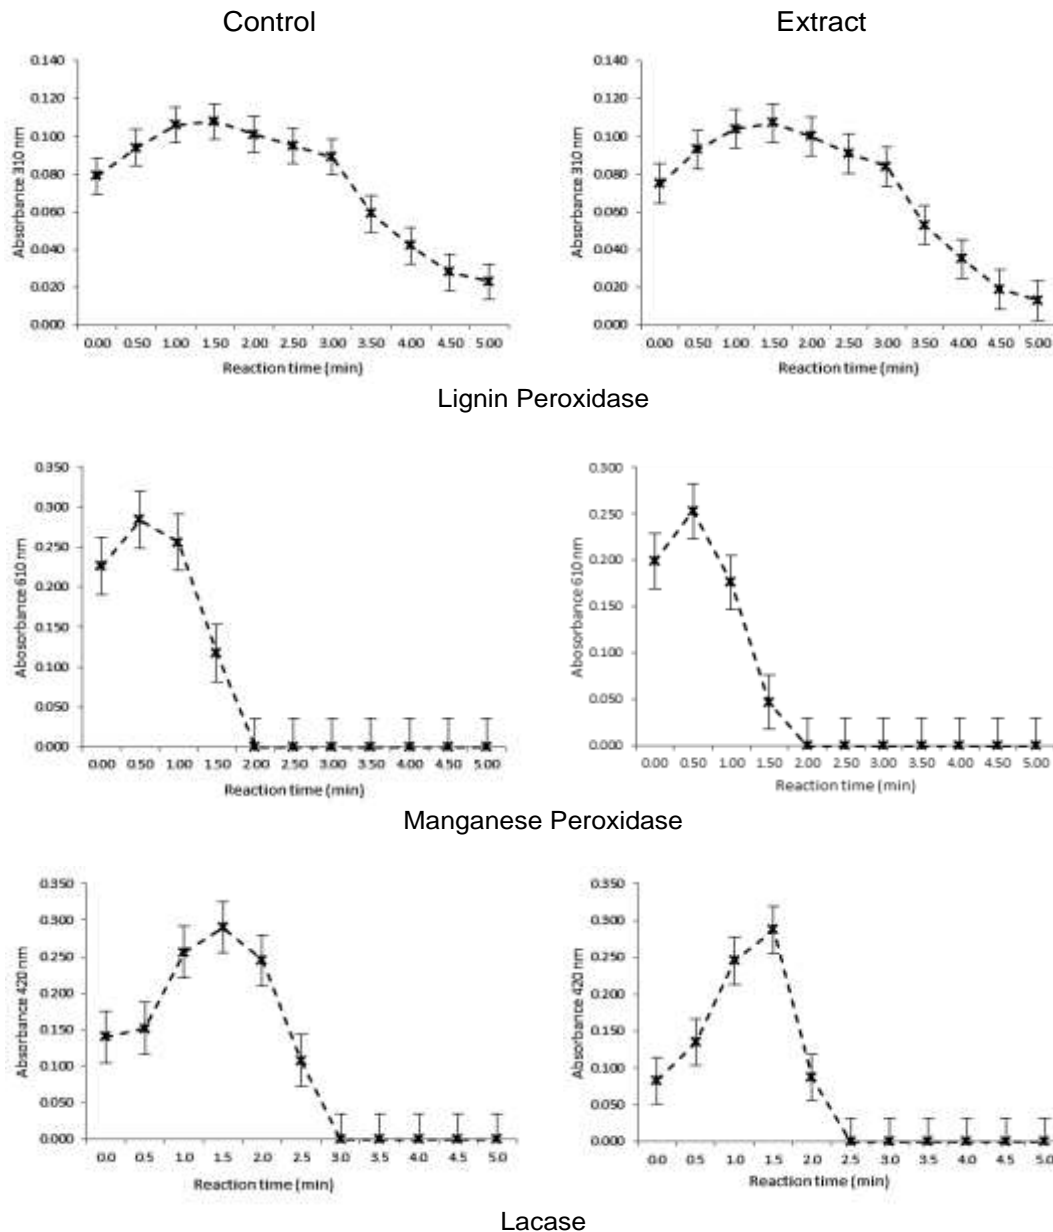 Control
Extract
0.140
0.120
0.100
0.080
0.060
0.040
0.020
0.000
Absorbance 310 nm
0.00 0.50 1.00 1.50 2.00 2.50 3.00 3.50 4.00 4.50 5.00
Reaction time (min)
0.140
0.120
0.100
0.080
0.060
0.040
0.020
0.000
Absorbance 310 nm
0.00 0.50 1.00 1.50 2.00 2.50 3.00 3.50 4.00 4.50 5.00
Reaction time (min)
Lignin Peroxidase
0.350
0.300
0.250
0.200
0.150
0.100
0.050
0.000
Abosorbance 610 nm
0.00 0.50 1.00 1.50 2.00 2.50 3.00 3.50 4.00 4.50 5.00
Reaction time (min)
0.300
0.250
0.200
0.150
0.100
0.050
0.000
Abosorbance 610 nm
0.00 0.50 1.00 1.50 2.00 2.50 3.00 3.50 4.00 4.50 5.00
Reaction time (min)
Manganese Peroxidase
0.350
0.300
0.250
0.200
0.150
0.100
0.050
0.000
Absorbance 420 nm
0.0 0.5 1.0 1.5 2.0 2.5 3.0 3.5 4.0 4.5 5.0
Reaction time (min)
0.350
0.300
0.250
0.200
0.150
0.100
0.050
0.000
Absorbance 420 nm
0.0 0.5 1.0 1.5 2.0 2.5 3.0 3.5 4.0 4.5 5.0
Reaction time (min)
Lacase